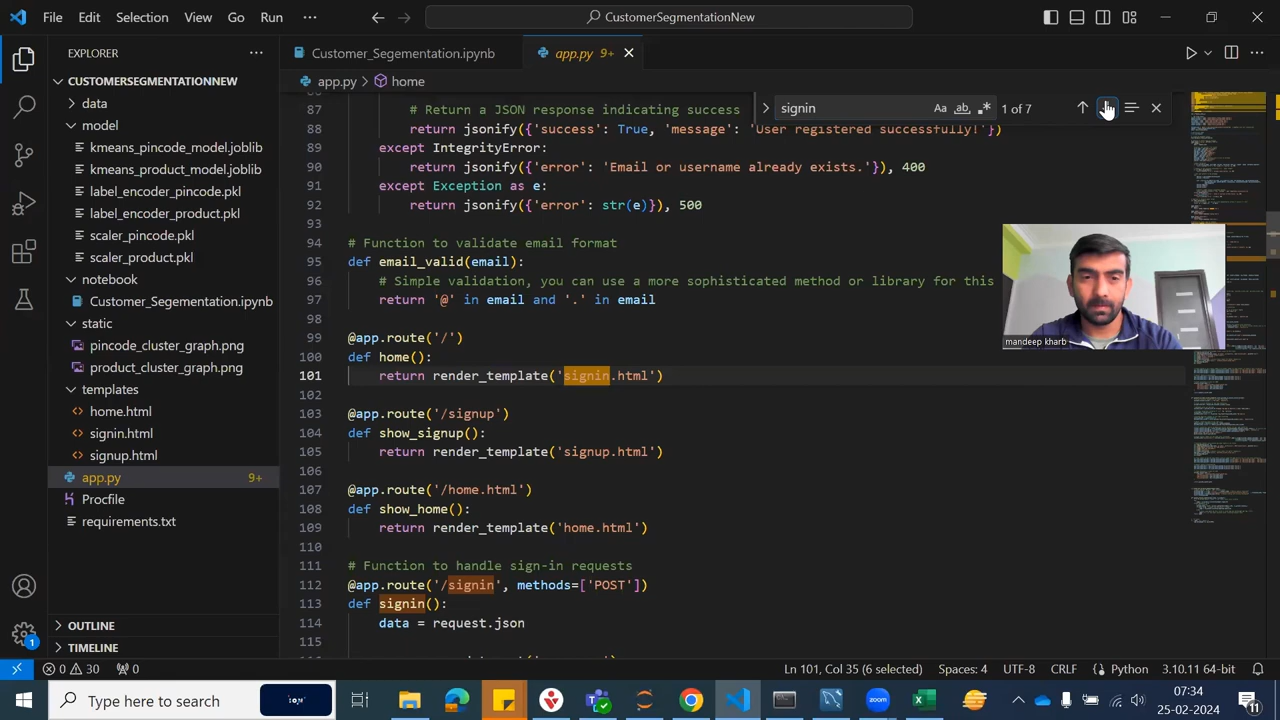 File Edit Selection View Go Run ··· CustomerSegmentationNew
EXPLORER ···
Customer_Segementation.ipynb
app.py 9+
CUSTOMERSEGMENTATIONNEW
data
model
kmeans_pincode_model.joblib
kmeans_product_model.joblib
label_encoder_pincode.pkl
label_encoder_product.pkl
scaler_pincode.pkl
scaler_product.pkl
notebook
Customer_Segementation.ipynb
static
pincode_cluster_graph.png
product_cluster_graph.png
templates
home.html
signin.html
signup.html
app.py 9+
Procfile
requirements.txt
OUTLINE
TIMELINE
app.py > home
signin Aa ab 1 of 7
87 # Return a JSON response indicating success
88 return jsonify({'success': True, 'message': 'User registered successfully!'})
89 except IntegrityError:
90 return jsonify({'error': 'Email or username already exists.'}), 400
91 except Exception as e:
92 return jsonify({'error': str(e)}), 500
93
94 # Function to validate email format
95 def email_valid(email):
96 # Simple validation, you can use a more sophisticated method or library for this
97 return '@' in email and '.' in email
98
99 @app.route('/')
100 def home():
101 return render_template('signin.html')
102
103 @app.route('/signup')
104 def show_signup():
105 return render_template('signup.html')
106
107 @app.route('/home.html')
108 def show_home():
109 return render_template('home.html')
110
111 # Function to handle sign-in requests
112 @app.route('/signin', methods=['POST'])
113 def signin():
114 data = request.json
115
mandeep kharb
0 30 0
Ln 101, Col 35 (6 selected) Spaces: 4 UTF-8 CRLF Python 3.10.11 64-bit
1
Type here to search
07:34
25-02-2024
11